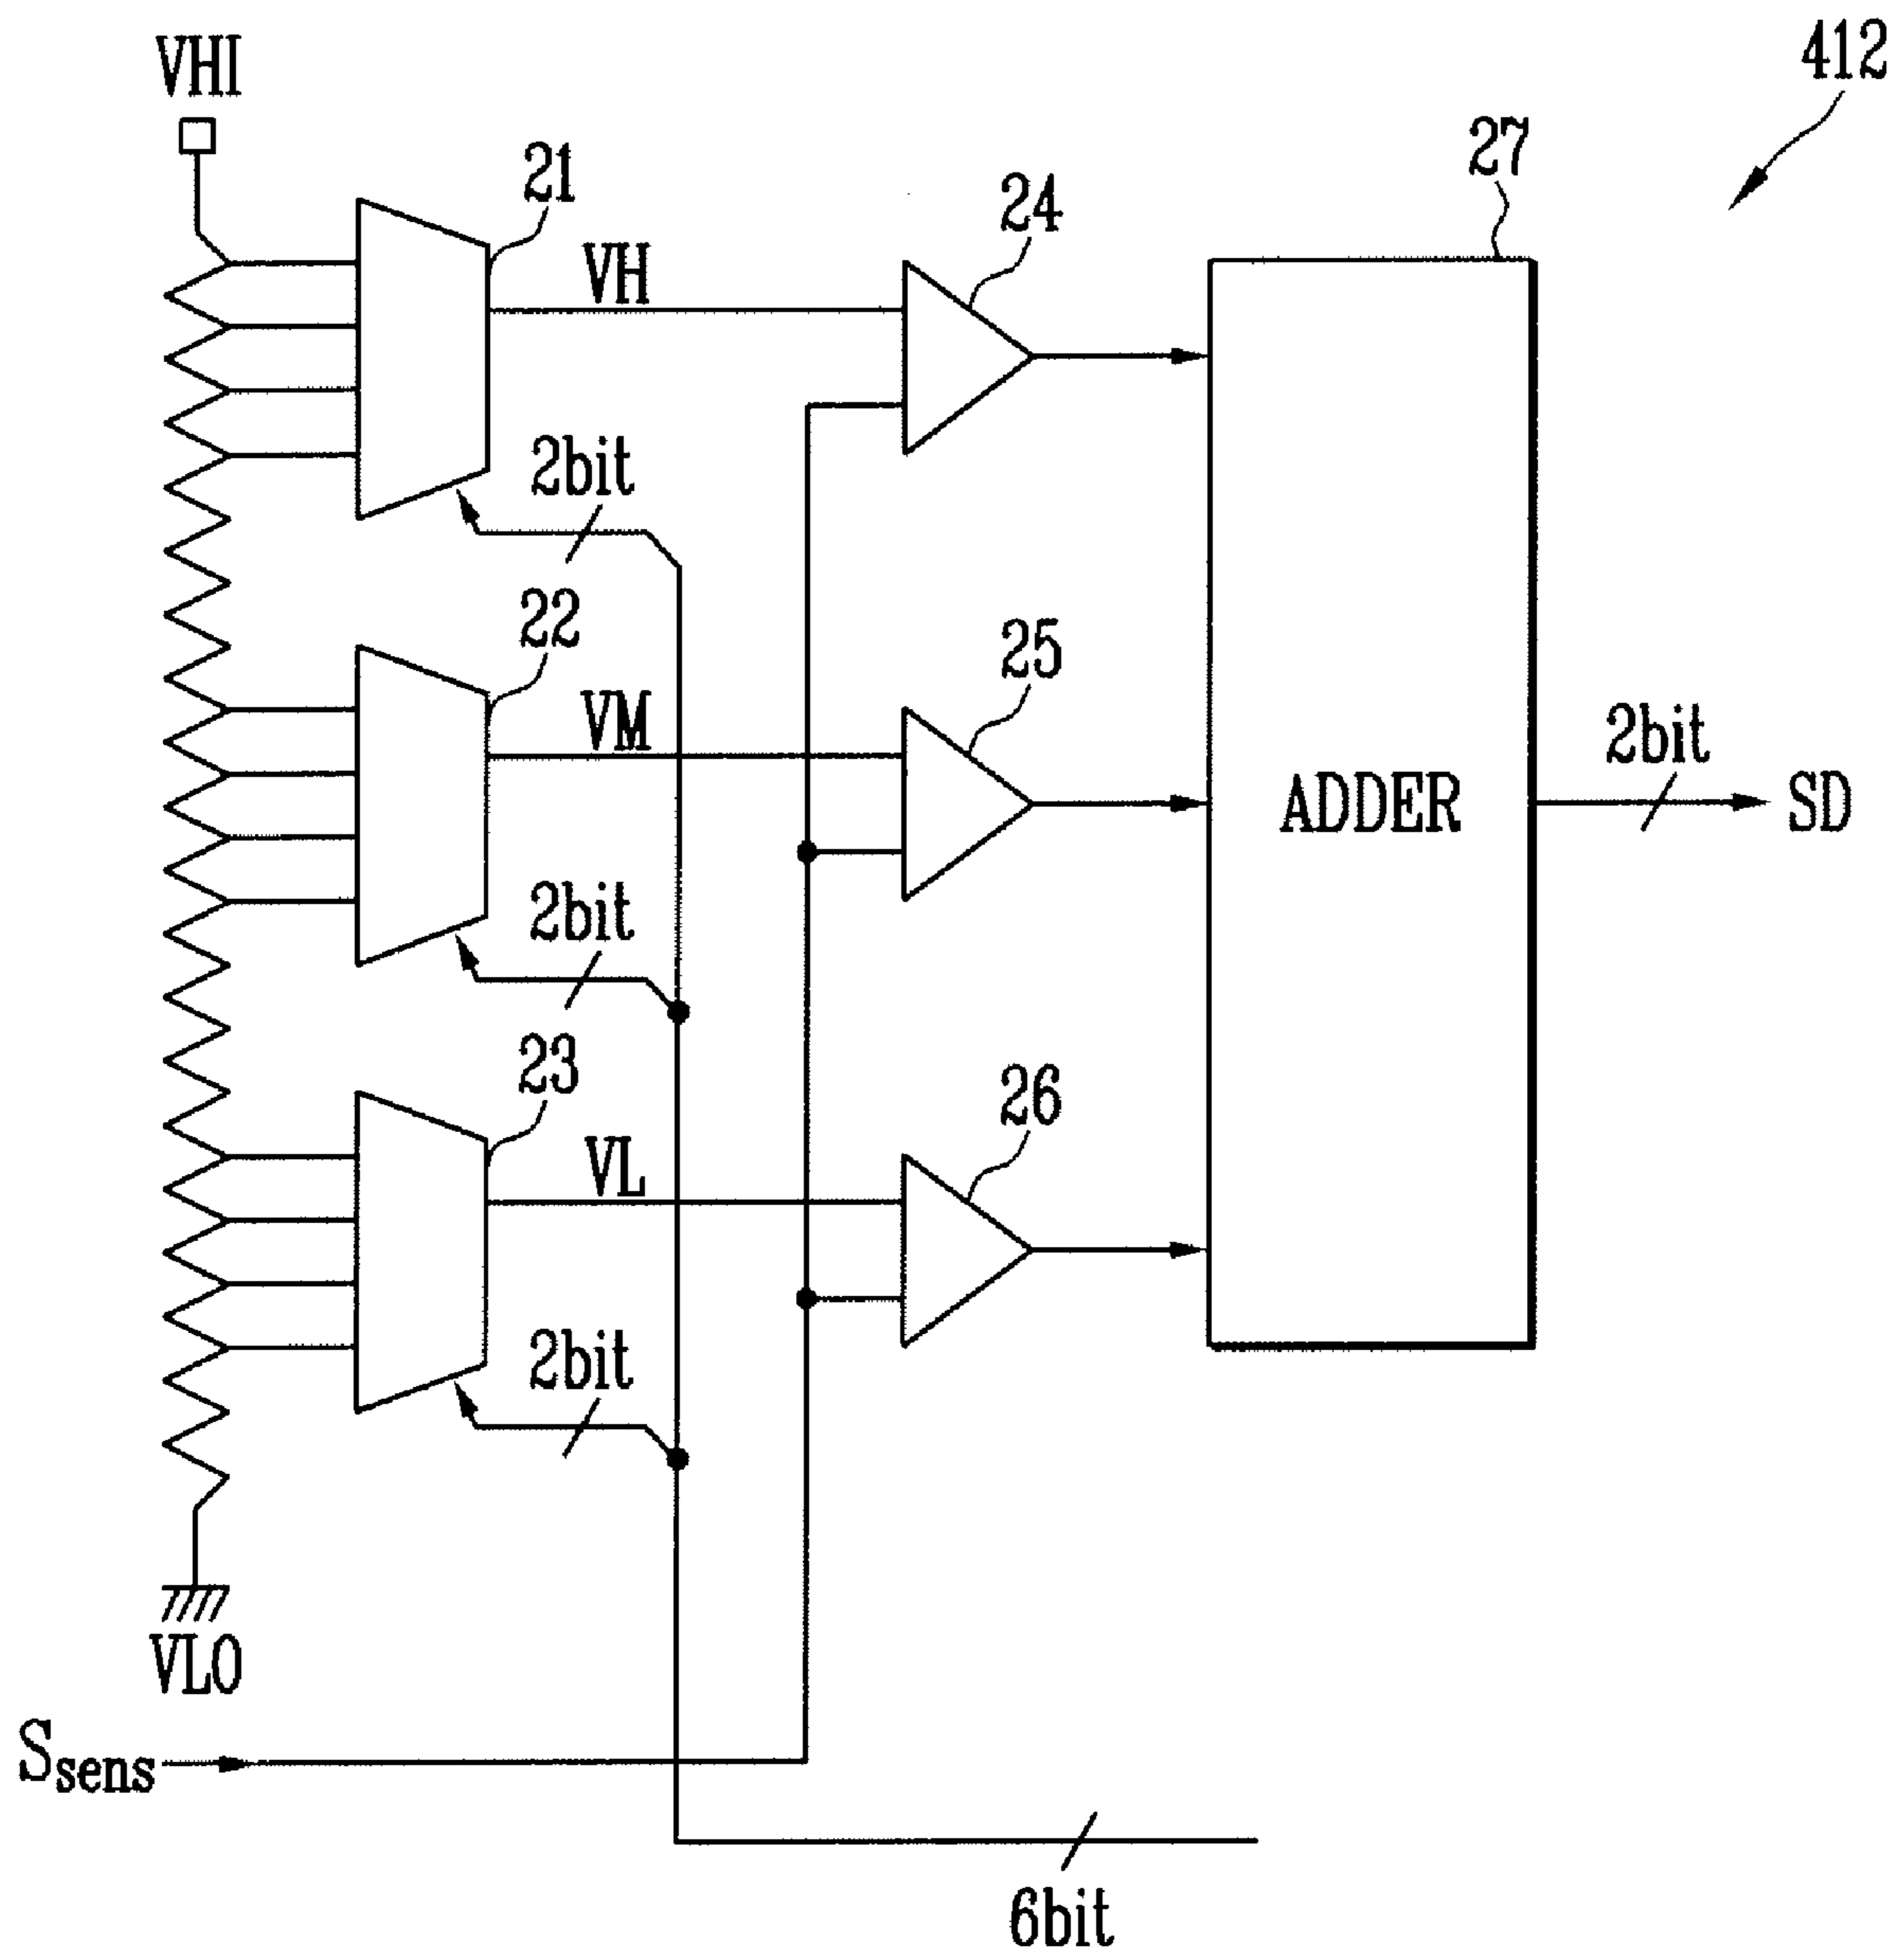 412
VHI
27
21
24
VH
2bit
22
25
VM
2bit
ADDER
SD
2bit
23
26
VL
2bit
VLO
Ssens
6bit